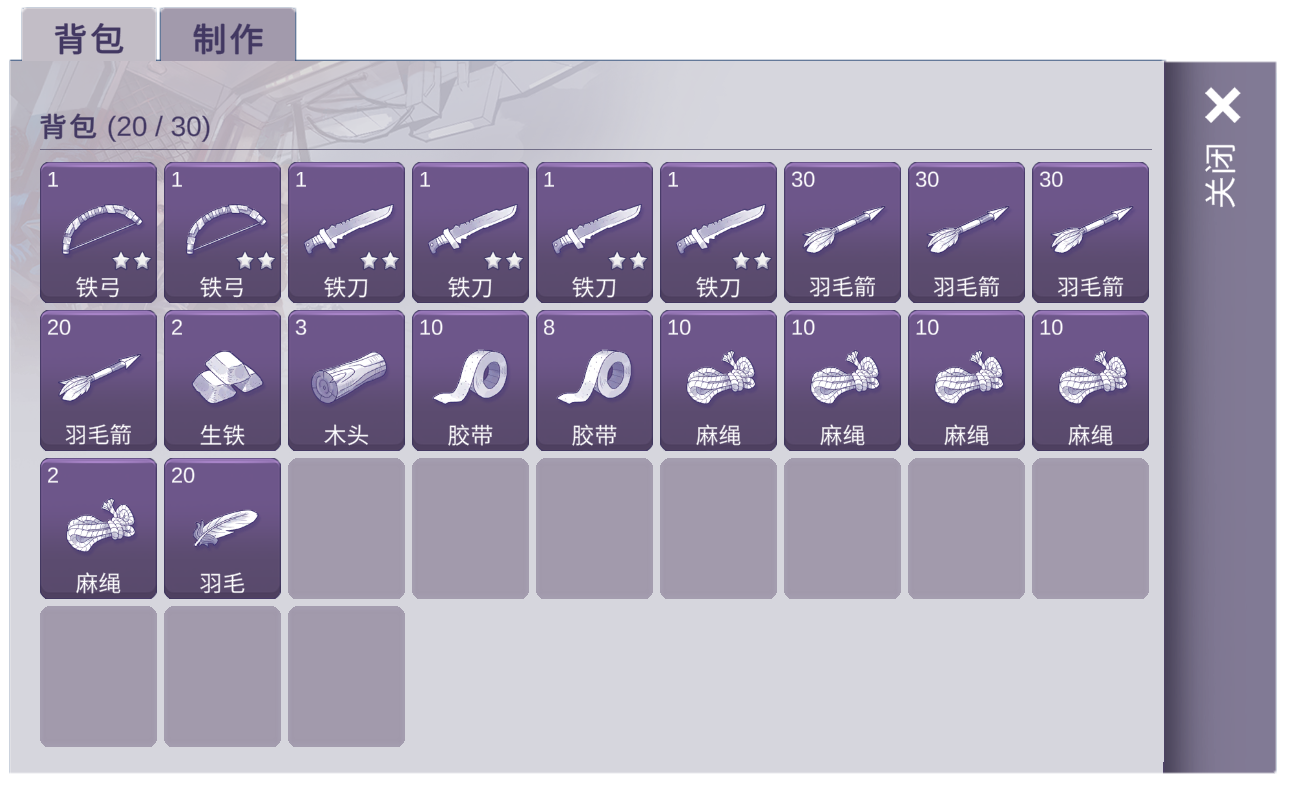 背包 制作
背包 (20 / 30)
关闭
1 1 1 1 1 1 30 30 30
铁弓 铁弓 铁刀 铁刀 铁刀 铁刀 羽毛箭 羽毛箭 羽毛箭
20 2 3 10 8 10 10 10 10
羽毛箭 生铁 木头 胶带 胶带 麻绳 麻绳 麻绳 麻绳
2 20
麻绳 羽毛